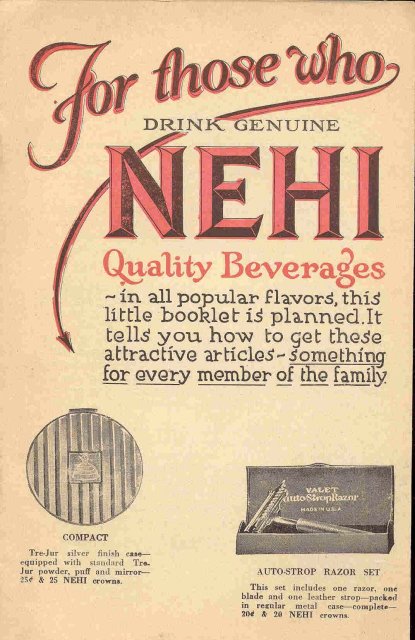 For those who
DRINK GENUINE
NEHI
Quality Beverages
~ in all popular flavors, this
little booklet is planned. It
tells you how to get these
attractive articles ~ something
for every member of the family.
COMPACT
Tre-Jur silver finish case—
equipped with standard Tre-
Jur powder, puff and mirror—
25¢ & 25 NEHI crowns.
VALET
AutoStropRazor
MADE IN U.S.A.
AUTO-STROP RAZOR SET
This set includes one razor, one
blade and one leather strop—packed
in regular metal case—complete—
20¢ & 20 NEHI crowns.